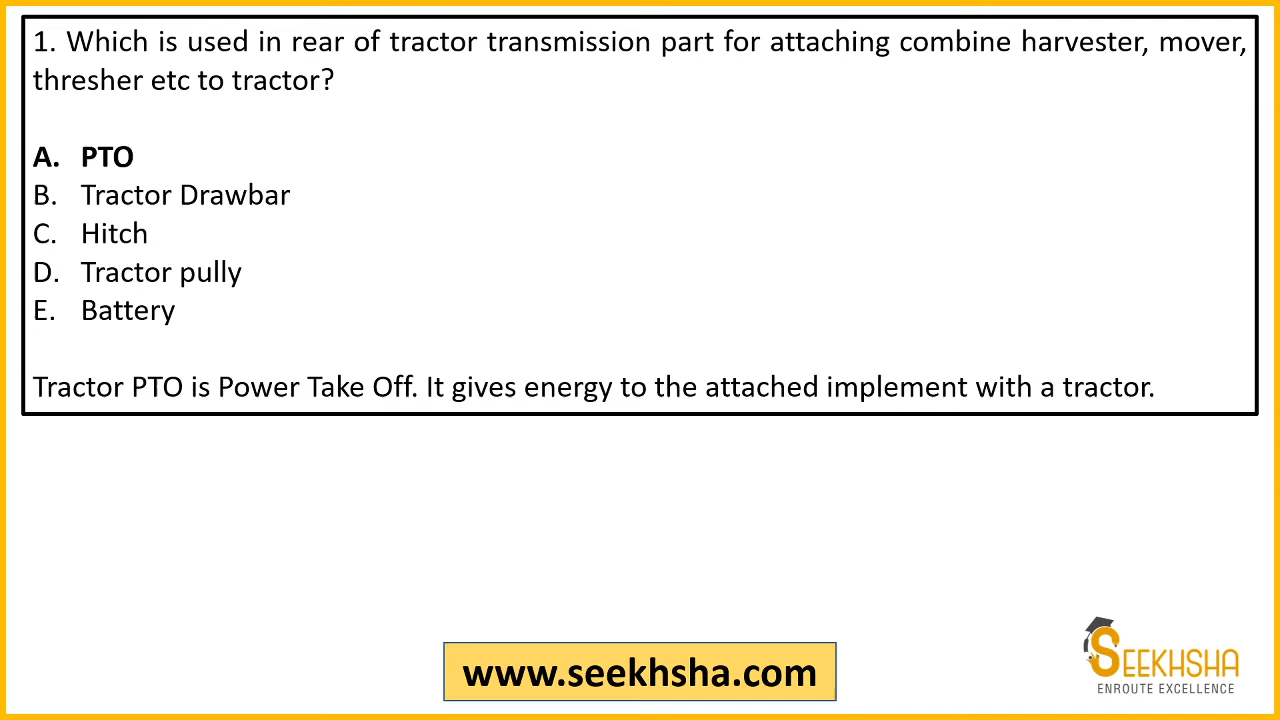 1. Which is used in rear of tractor transmission part for attaching combine harvester, mover,
thresher etc to tractor?
A. PTO
B. Tractor Drawbar
C. Hitch
D. Tractor pully
E. Battery
Tractor PTO is Power Take Off. It gives energy to the attached implement with a tractor.
www.seekhsha.com
SEEKHSHA
ENROUTE EXCELLENCE